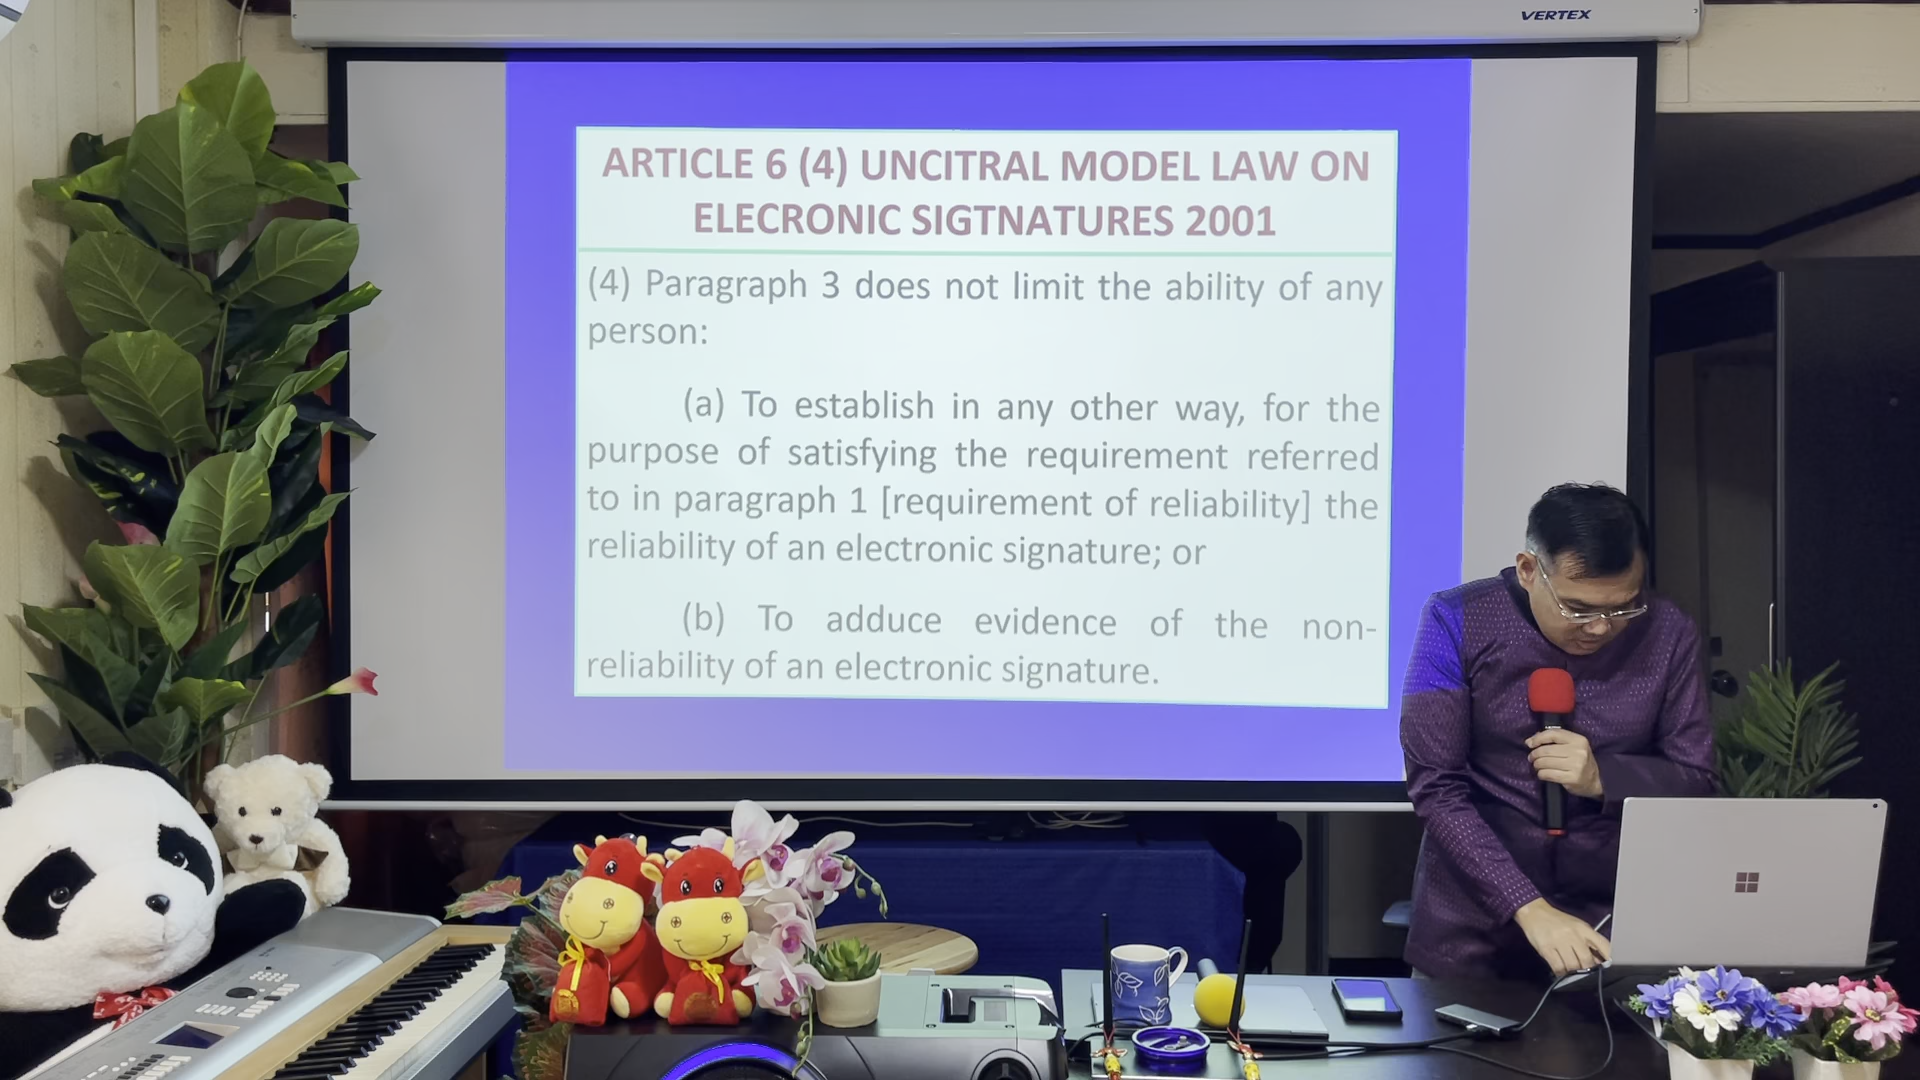 VERTEX
ARTICLE 6 (4) UNCITRAL MODEL LAW ON
ELECRONIC SIGTNATURES 2001
(4) Paragraph 3 does not limit the ability of any
person:
(a) To establish in any other way, for the
purpose of satisfying the requirement referred
to in paragraph 1 [requirement of reliability] the
reliability of an electronic signature; or
(b) To adduce evidence of the non-
reliability of an electronic signature.